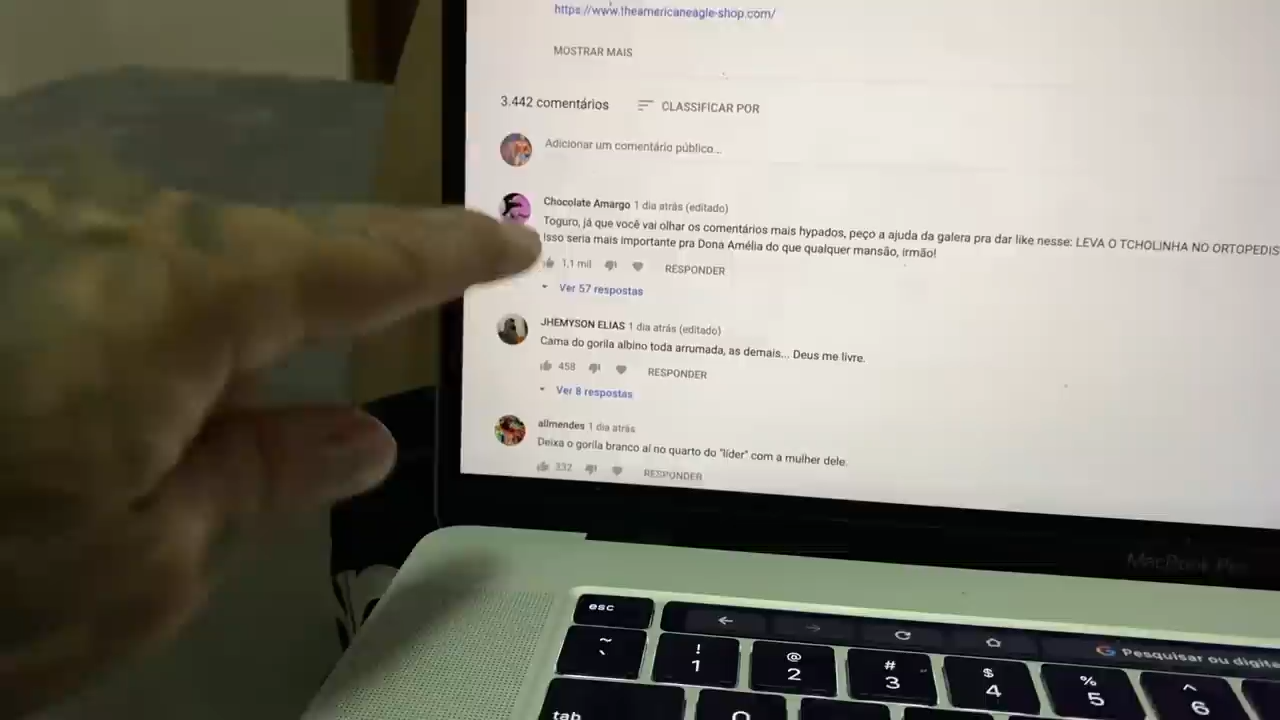 https://www.theamericaneagle-shop.com/
MOSTRAR MAIS
3.442 comentários
CLASSIFICAR POR
Adicionar um comentário público...
Chocolate Amargo 1 dia atrás (editado)
Toguro, já que você vai olhar os comentários mais hypados, peço a ajuda da galera pra dar like nesse: LEVA O TCHOLINHA NO ORTOPEDIS
Isso seria mais importante pra Dona Amélia do que qualquer mansão, irmão!
1,1 mil
RESPONDER
Ver 57 respostas
JHEMYSON ELIAS 1 dia atrás (editado)
Cama do gorila albino toda arrumada, as demais... Deus me livre.
458
RESPONDER
Ver 8 respostas
allmendes 1 dia atrás
Deixa o gorila branco aí no quarto do "líder" com a mulher dele.
332
RESPONDER
MacBook Pro
esc
G Pesquisar ou digita
~
`
!
1
@
2
#
3
$
4
%
5
^
6
tab
Q